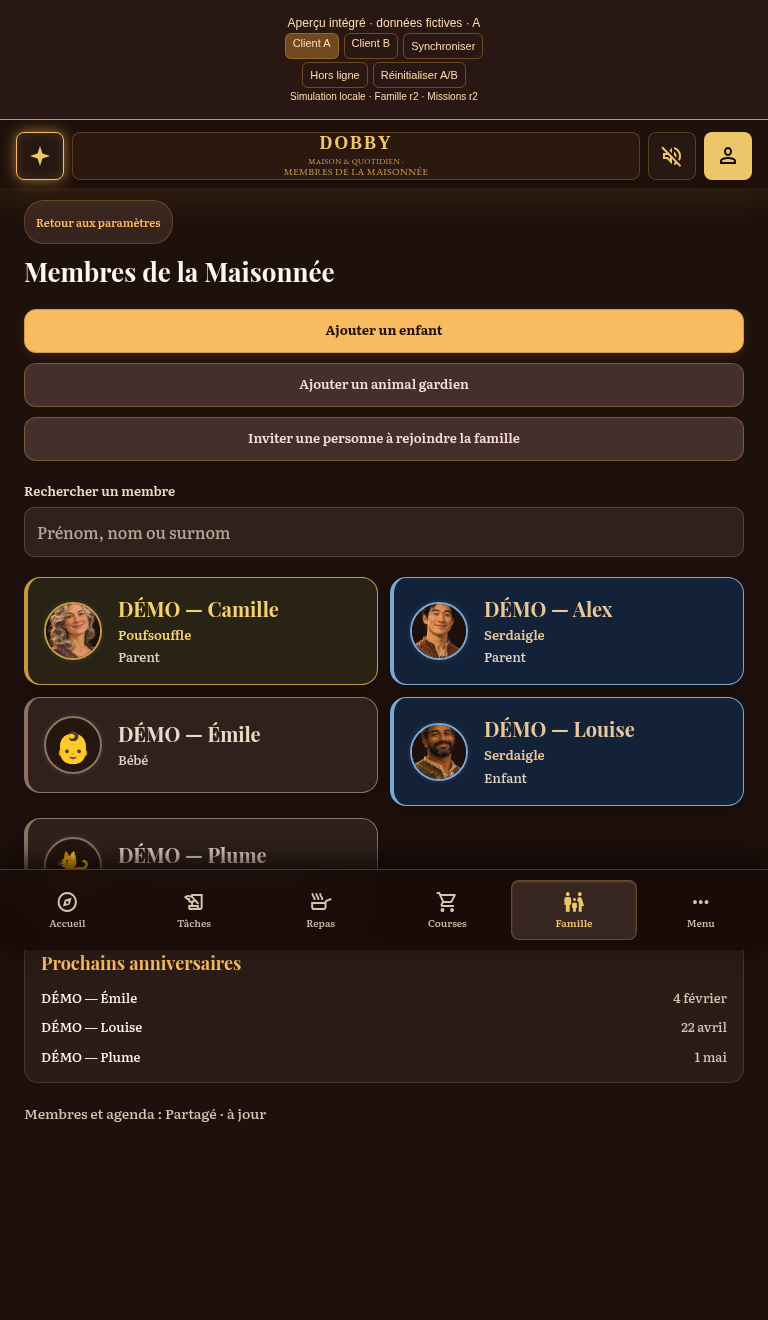 Aperçu intégré · données fictives · A
Client A
Client B
Synchroniser
Hors ligne
Réinitialiser A/B
Simulation locale · Famille r2 · Missions r2
DOBBY
MAISON & QUOTIDIEN ·
MEMBRES DE LA MAISONNÉE
Retour aux paramètres
Membres de la Maisonnée
Ajouter un enfant
Ajouter un animal gardien
Inviter une personne à rejoindre la famille
Rechercher un membre
Prénom, nom ou surnom
DÉMO — Camille
Poufsouffle
Parent
DÉMO — Alex
Serdaigle
Parent
DÉMO — Émile
Bébé
DÉMO — Louise
Serdaigle
Enfant
DÉMO — Plume
Accueil
Tâches
Repas
Courses
Famille
Menu
Prochains anniversaires
DÉMO — Émile 4 février
DÉMO — Louise 22 avril
DÉMO — Plume 1 mai
Membres et agenda : Partagé · à jour